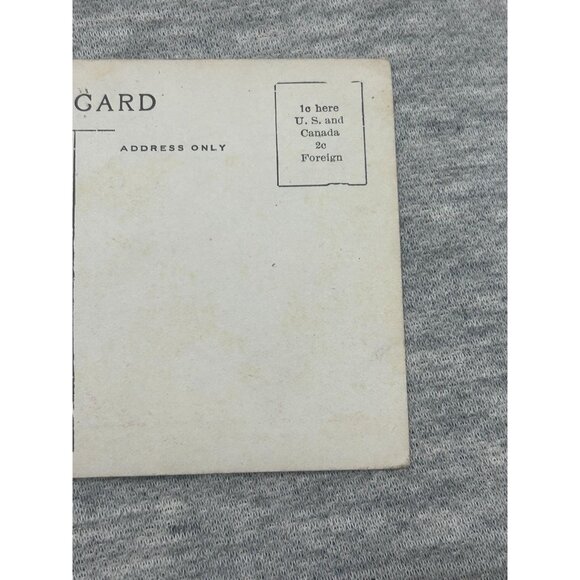 CARD
ADDRESS ONLY
1c here
U. S. and
Canada
2c
Foreign